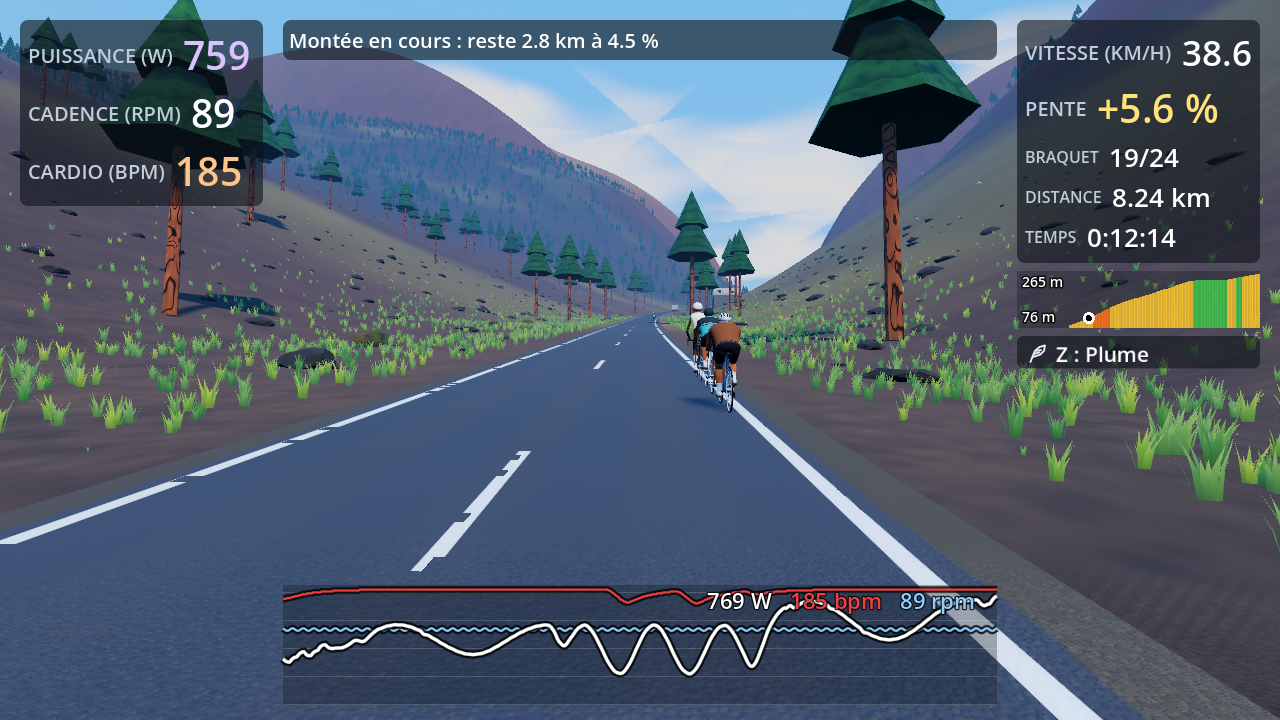 PUISSANCE (W) 759
CADENCE (RPM) 89
CARDIO (BPM) 185
Montée en cours : reste 2.8 km à 4.5 %
VITESSE (KM/H) 38.6
PENTE +5.6 %
BRAQUET 19/24
DISTANCE 8.24 km
TEMPS 0:12:14
265 m
76 m
Z : Plume
769 W 185 bpm 89 rpm